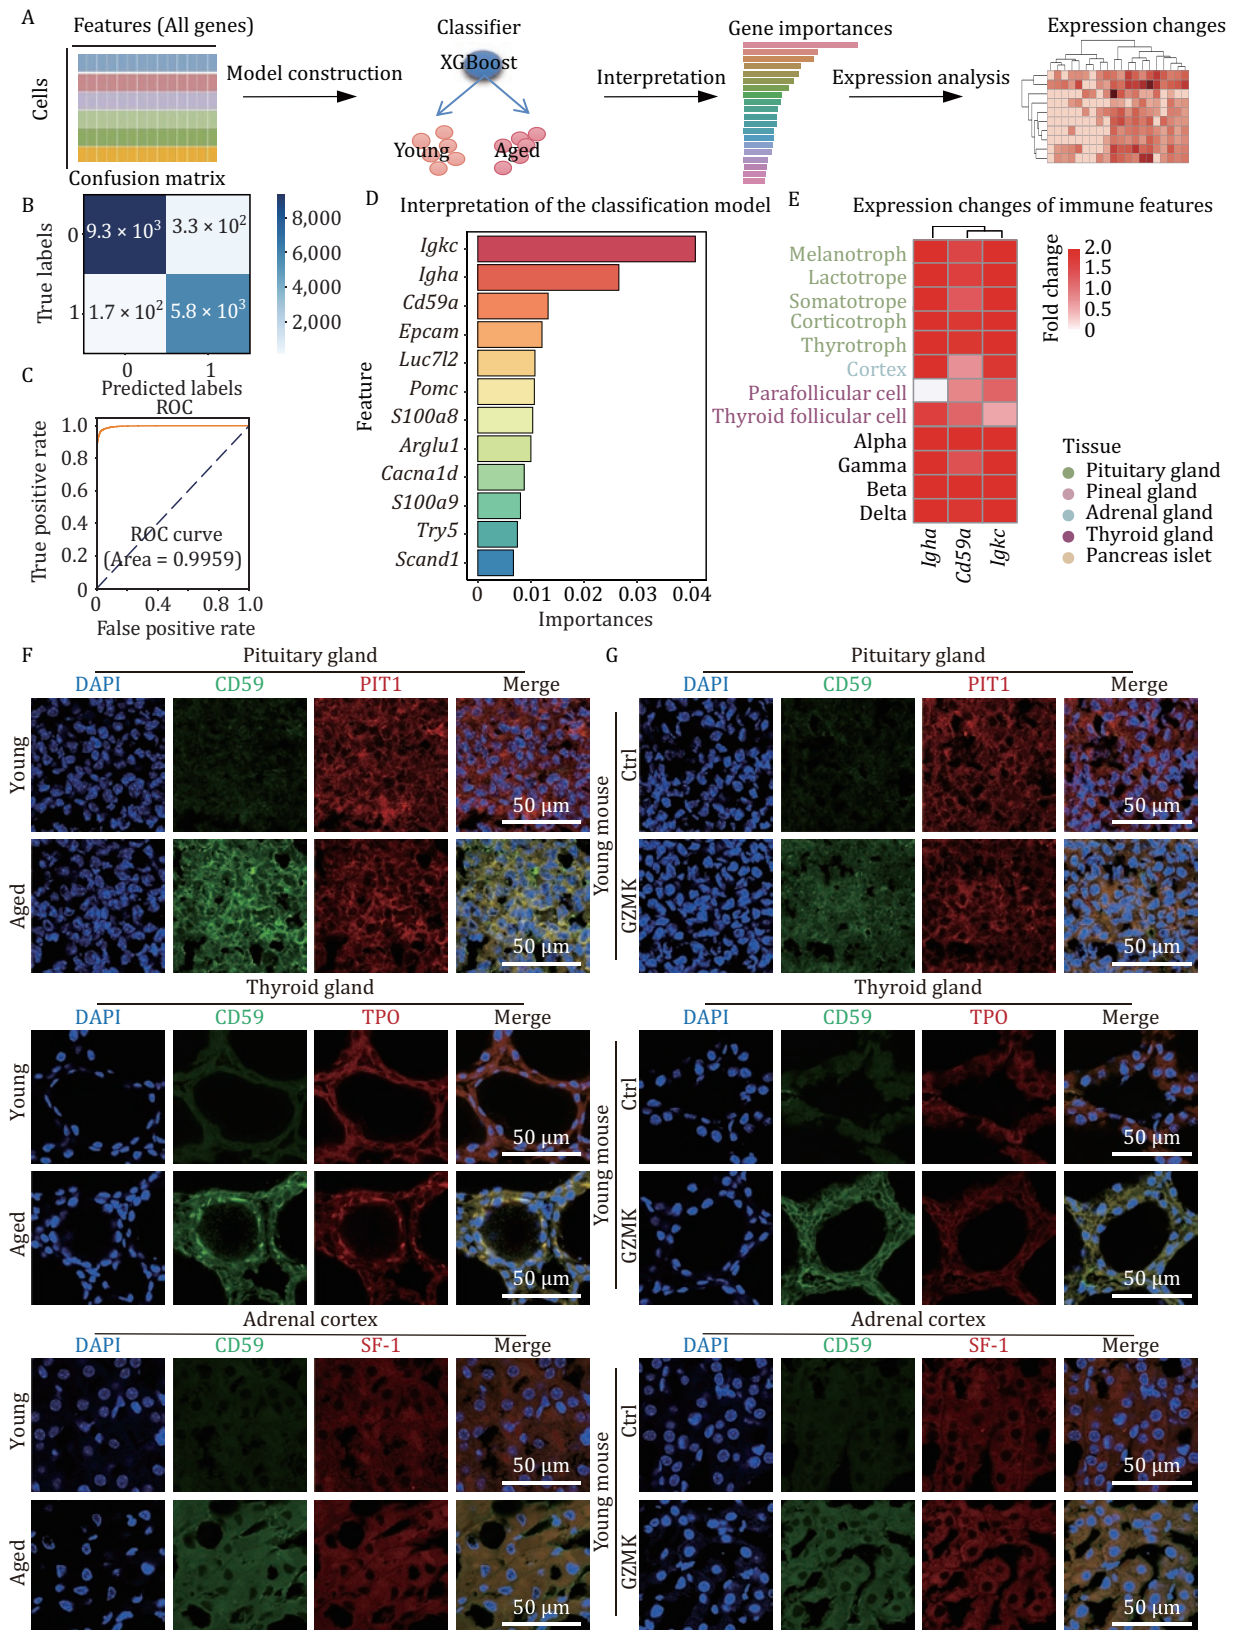 A
Features (All genes)
Cells
Model construction
Classifier
XGBoost
Young
Aged
Interpretation
Gene importances
Expression analysis
Expression changes
B
Confusion matrix
True labels
0
1
9.3 × 10³
3.3 × 10²
1.7 × 10²
5.8 × 10³
0
1
Predicted labels
8,000
6,000
4,000
2,000
C
ROC
True positive rate
1.0
0.8
0.6
0.4
0.2
0
ROC curve
(Area = 0.9959)
0
0.4
0.8
1.0
False positive rate
D
Interpretation of the classification model
Feature
Igkc
Igha
Cd59a
Epcam
Luc7l2
Pomc
S100a8
Arglu1
Cacna1d
S100a9
Try5
Scand1
0
0.01
0.02
0.03
0.04
Importances
E
Expression changes of immune features
Melanotroph
Lactotrope
Somatotrope
Corticotroph
Thyrotroph
Cortex
Parafollicular cell
Thyroid follicular cell
Alpha
Gamma
Beta
Delta
Igha
Cd59a
Igkc
Fold change
2.0
1.5
1.0
0.5
0
Tissue
Pituitary gland
Pineal gland
Adrenal gland
Thyroid gland
Pancreas islet
F
Pituitary gland
DAPI
CD59
PIT1
Merge
Young
50 μm
Aged
50 μm
Thyroid gland
DAPI
CD59
TPO
Merge
Young
50 μm
Aged
50 μm
Adrenal cortex
DAPI
CD59
SF-1
Merge
Young
50 μm
Aged
50 μm
G
Pituitary gland
DAPI
CD59
PIT1
Merge
Young mouse
Ctrl
50 μm
GZMK
50 μm
Thyroid gland
DAPI
CD59
TPO
Merge
Young mouse
Ctrl
50 μm
GZMK
50 μm
Adrenal cortex
DAPI
CD59
SF-1
Merge
Young mouse
Ctrl
50 μm
GZMK
50 μm